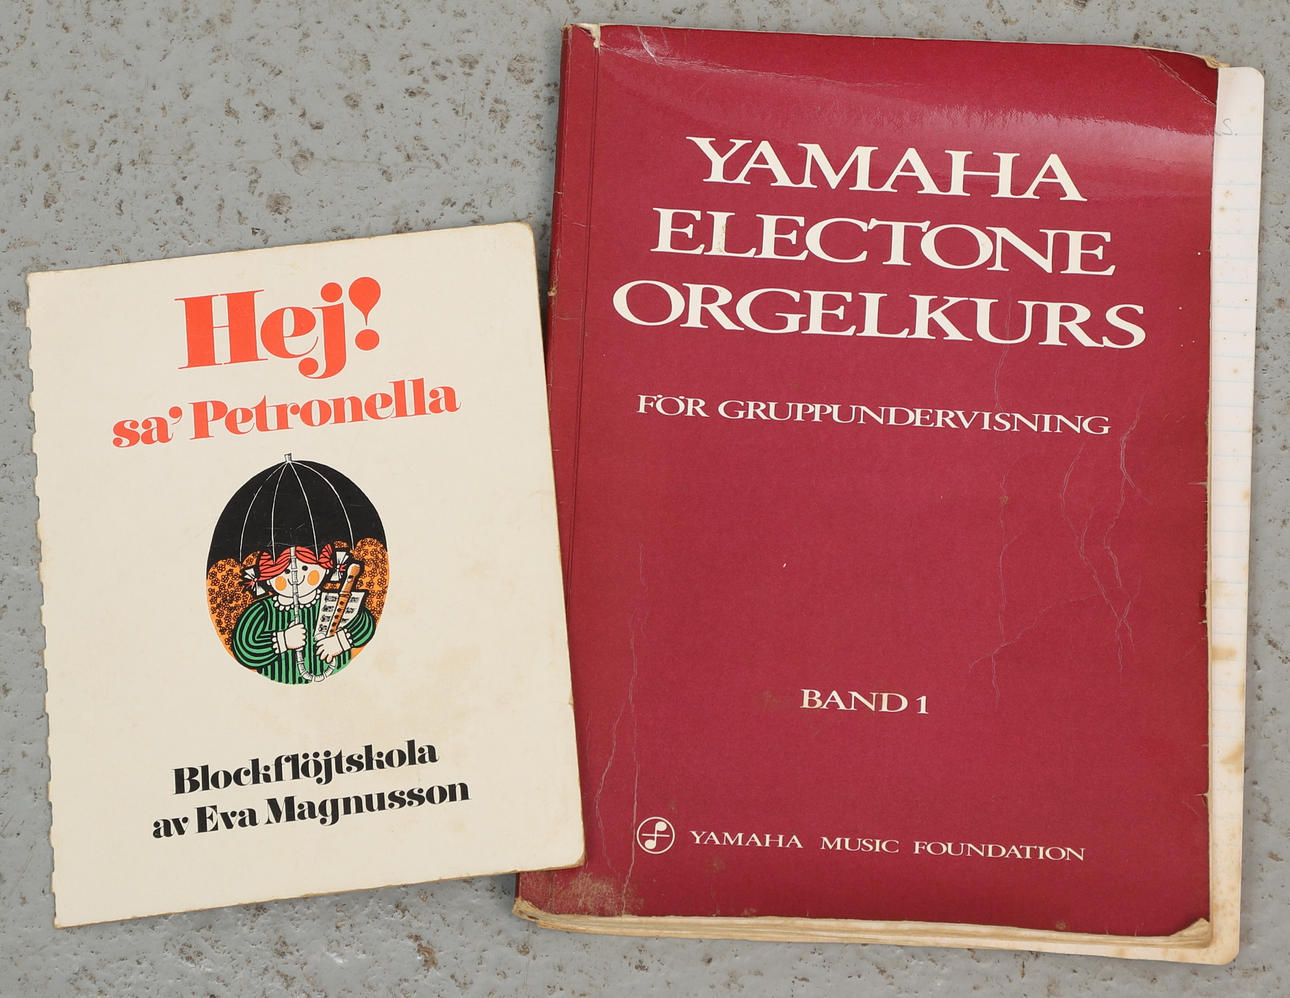 Hej!
sa' Petronella
Blockflöjtskola
av Eva Magnusson
YAMAHA
ELECTONE
ORGELKURS
FÖR GRUPPUNDERVISNING
BAND 1
YAMAHA MUSIC FOUNDATION